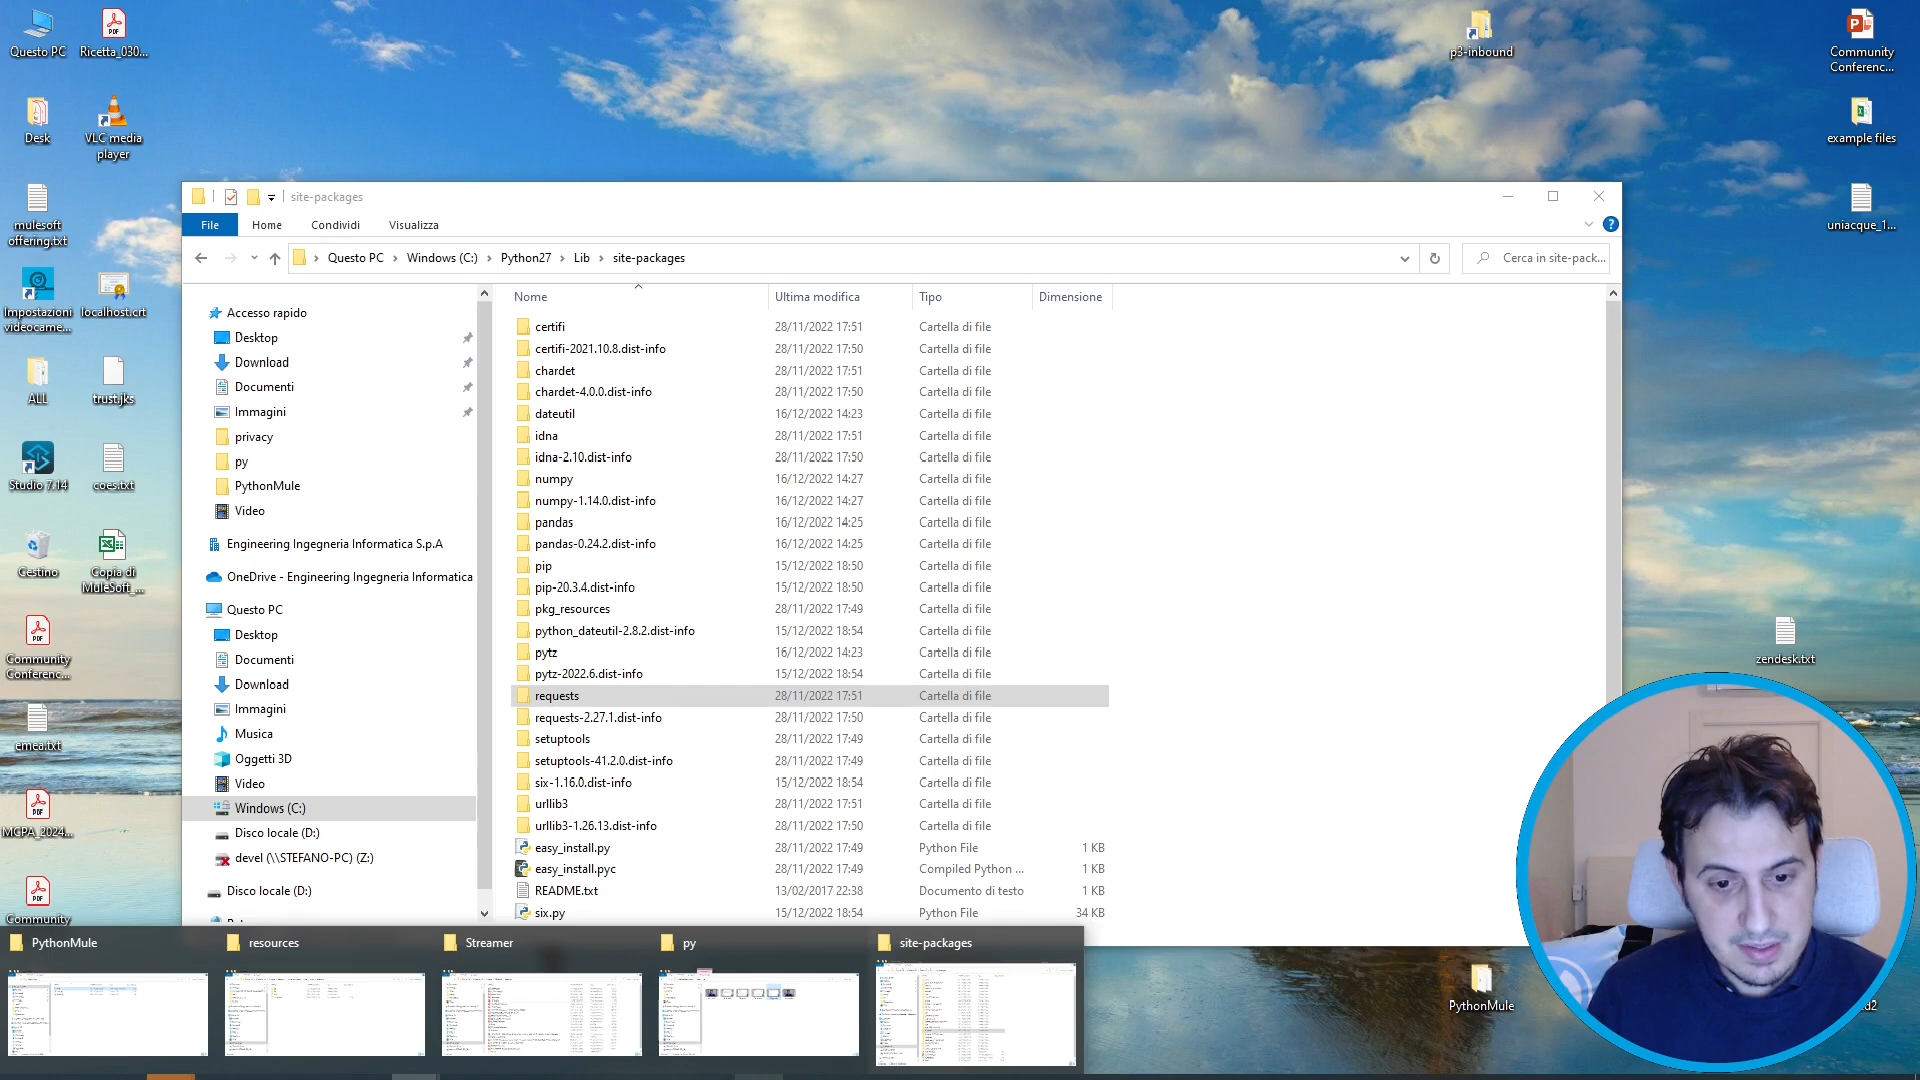 Questo PC
Ricetta_030...
Desk
VLC media
player
mulesoft
offering.txt
Impostazioni
videocame...
localhost.crt
ALL
trust.jks
Studio 7.14
coes.txt
Cestino
Copia di
MuleSoft_...
Community
Conferenc...
emea.txt
MCPA_2024...
Community
p3-inbound
Community
Conferenc...
example files
uniacque_1...
zendesk.txt
PythonMule
site-packages
File
Home
Condividi
Visualizza
Questo PC
Windows (C:)
Python27
Lib
site-packages
Cerca in site-pack...
Accesso rapido
Desktop
Download
Documenti
Immagini
privacy
py
PythonMule
Video
Engineering Ingegneria Informatica S.p.A
OneDrive - Engineering Ingegneria Informatica
Questo PC
Desktop
Documenti
Download
Immagini
Musica
Oggetti 3D
Video
Windows (C:)
Disco locale (D:)
devel (\\STEFANO-PC) (Z:)
Disco locale (D:)
Nome Ultima modifica Tipo Dimensione
certifi 28/11/2022 17:51 Cartella di file
certifi-2021.10.8.dist-info 28/11/2022 17:50 Cartella di file
chardet 28/11/2022 17:51 Cartella di file
chardet-4.0.0.dist-info 28/11/2022 17:50 Cartella di file
dateutil 16/12/2022 14:23 Cartella di file
idna 28/11/2022 17:51 Cartella di file
idna-2.10.dist-info 28/11/2022 17:50 Cartella di file
numpy 16/12/2022 14:27 Cartella di file
numpy-1.14.0.dist-info 16/12/2022 14:27 Cartella di file
pandas 16/12/2022 14:25 Cartella di file
pandas-0.24.2.dist-info 16/12/2022 14:25 Cartella di file
pip 15/12/2022 18:50 Cartella di file
pip-20.3.4.dist-info 15/12/2022 18:50 Cartella di file
pkg_resources 28/11/2022 17:49 Cartella di file
python_dateutil-2.8.2.dist-info 15/12/2022 18:54 Cartella di file
pytz 16/12/2022 14:23 Cartella di file
pytz-2022.6.dist-info 15/12/2022 18:54 Cartella di file
requests 28/11/2022 17:51 Cartella di file
requests-2.27.1.dist-info 28/11/2022 17:50 Cartella di file
setuptools 28/11/2022 17:49 Cartella di file
setuptools-41.2.0.dist-info 28/11/2022 17:49 Cartella di file
six-1.16.0.dist-info 15/12/2022 18:54 Cartella di file
urllib3 28/11/2022 17:51 Cartella di file
urllib3-1.26.13.dist-info 28/11/2022 17:50 Cartella di file
easy_install.py 28/11/2022 17:49 Python File 1 KB
easy_install.pyc 28/11/2022 17:49 Compiled Python ... 1 KB
README.txt 13/02/2017 22:38 Documento di testo 1 KB
six.py 15/12/2022 18:54 Python File 34 KB
PythonMule
resources
Streamer
py
site-packages